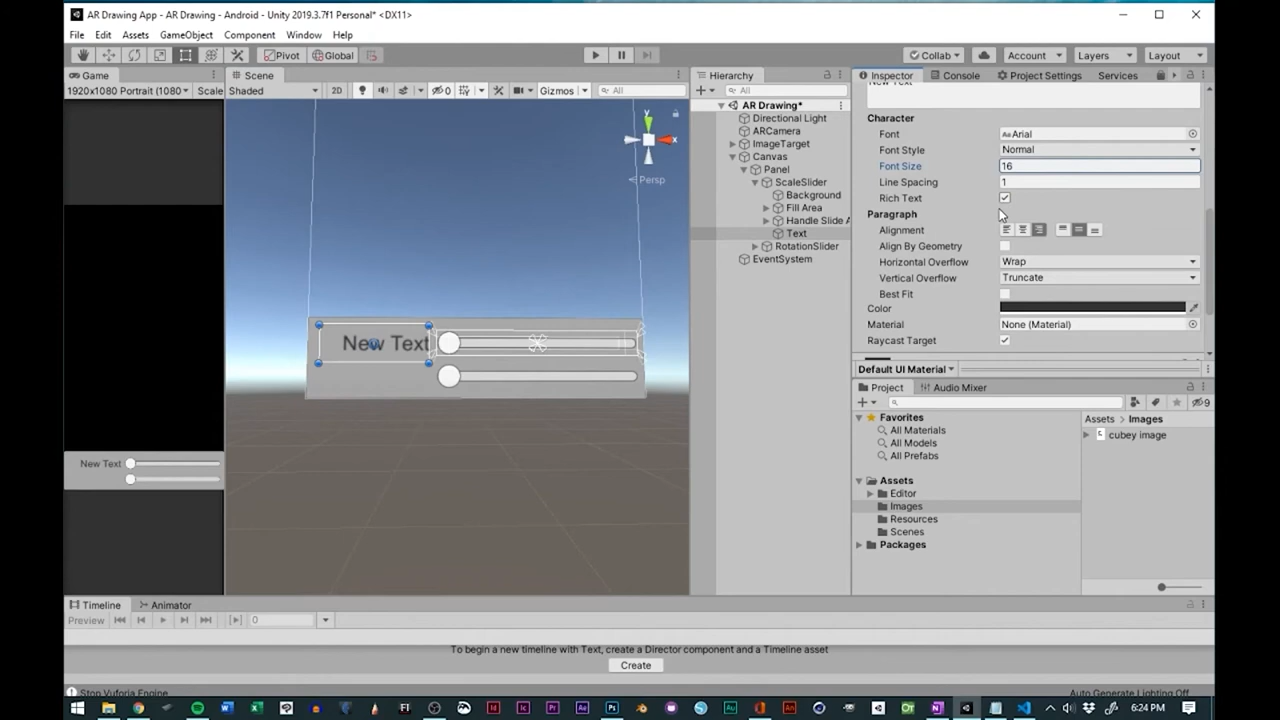 AR Drawing App - AR Drawing - Android - Unity 2019.3.7f1 Personal* <DX11>
File Edit Assets GameObject Component Window Help
Pivot Global Collab Account Layers Layout
Game Scene Hierarchy Inspector Console Project Settings Services
1920x1080 Portrait (1080 Scale Shaded 2D 0 Gizmos All All
New Text
AR Drawing*
Directional Light
ARCamera
ImageTarget
Canvas
Panel
ScaleSlider
Background
Fill Area
Handle Slide A
Text
RotationSlider
EventSystem
y
x
Persp
New Text
New Text
Character
Font Arial
Font Style Normal
Font Size 16
Line Spacing 1
Rich Text
Paragraph
Alignment
Align By Geometry
Horizontal Overflow Wrap
Vertical Overflow Truncate
Best Fit
Color
Material None (Material)
Raycast Target
Default UI Material
Project Audio Mixer
9
Favorites
All Materials
All Models
All Prefabs
Assets
Editor
Images
Resources
Scenes
Packages
Assets Images
cubey image
Timeline Animator
Preview 0
To begin a new timeline with Text, create a Director component and a Timeline asset
Create
Stop Vuforia Engine Auto Generate Lighting Off
6:24 PM